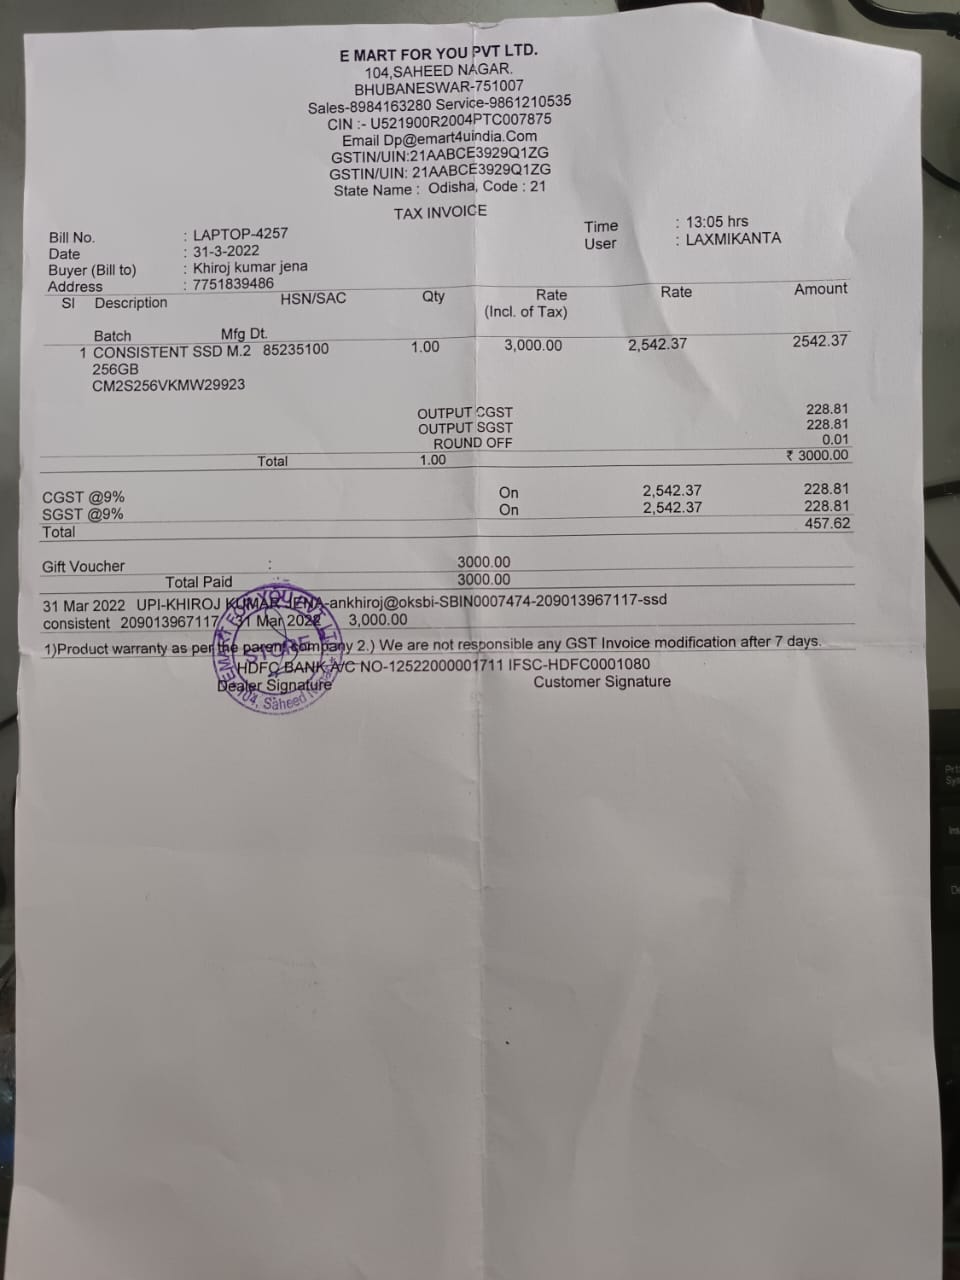 E MART FOR YOU PVT LTD.
104,SAHEED NAGAR.
BHUBANESWAR-751007
Sales-8984163280 Service-9861210535
CIN :- U521900R2004PTC007875
Email Dp@emart4uindia.Com
GSTIN/UIN:21AABCE3929Q1ZG
GSTIN/UIN: 21AABCE3929Q1ZG
State Name : Odisha, Code : 21
TAX INVOICE
Bill No. : LAPTOP-4257 Time : 13:05 hrs
Date : 31-3-2022 User : LAXMIKANTA
Buyer (Bill to) : Khiroj kumar jena
Address : 7751839486
SI Description HSN/SAC Qty Rate (Incl. of Tax) Rate Amount
Batch Mfg Dt.
1 CONSISTENT SSD M.2 85235100 1.00 3,000.00 2,542.37 2542.37
256GB
CM2S256VKMW29923
OUTPUT CGST 228.81
OUTPUT SGST 228.81
ROUND OFF 0.01
Total 1.00 ₹ 3000.00
CGST @9% On 2,542.37 228.81
SGST @9% On 2,542.37 228.81
Total 457.62
Gift Voucher : 3000.00
Total Paid 3000.00
31 Mar 2022 UPI-KHIROJ KUMAR JENA-ankhiroj@oksbi-SBIN0007474-209013967117-ssd
consistent 209013967117 31 Mar 2022 3,000.00
1)Product warranty as per the parent company 2.) We are not responsible any GST Invoice modification after 7 days.
HDFC BANK A/C NO-12522000001711 IFSC-HDFC0001080
Dealer Signature Customer Signature
STORE
104, Saheed